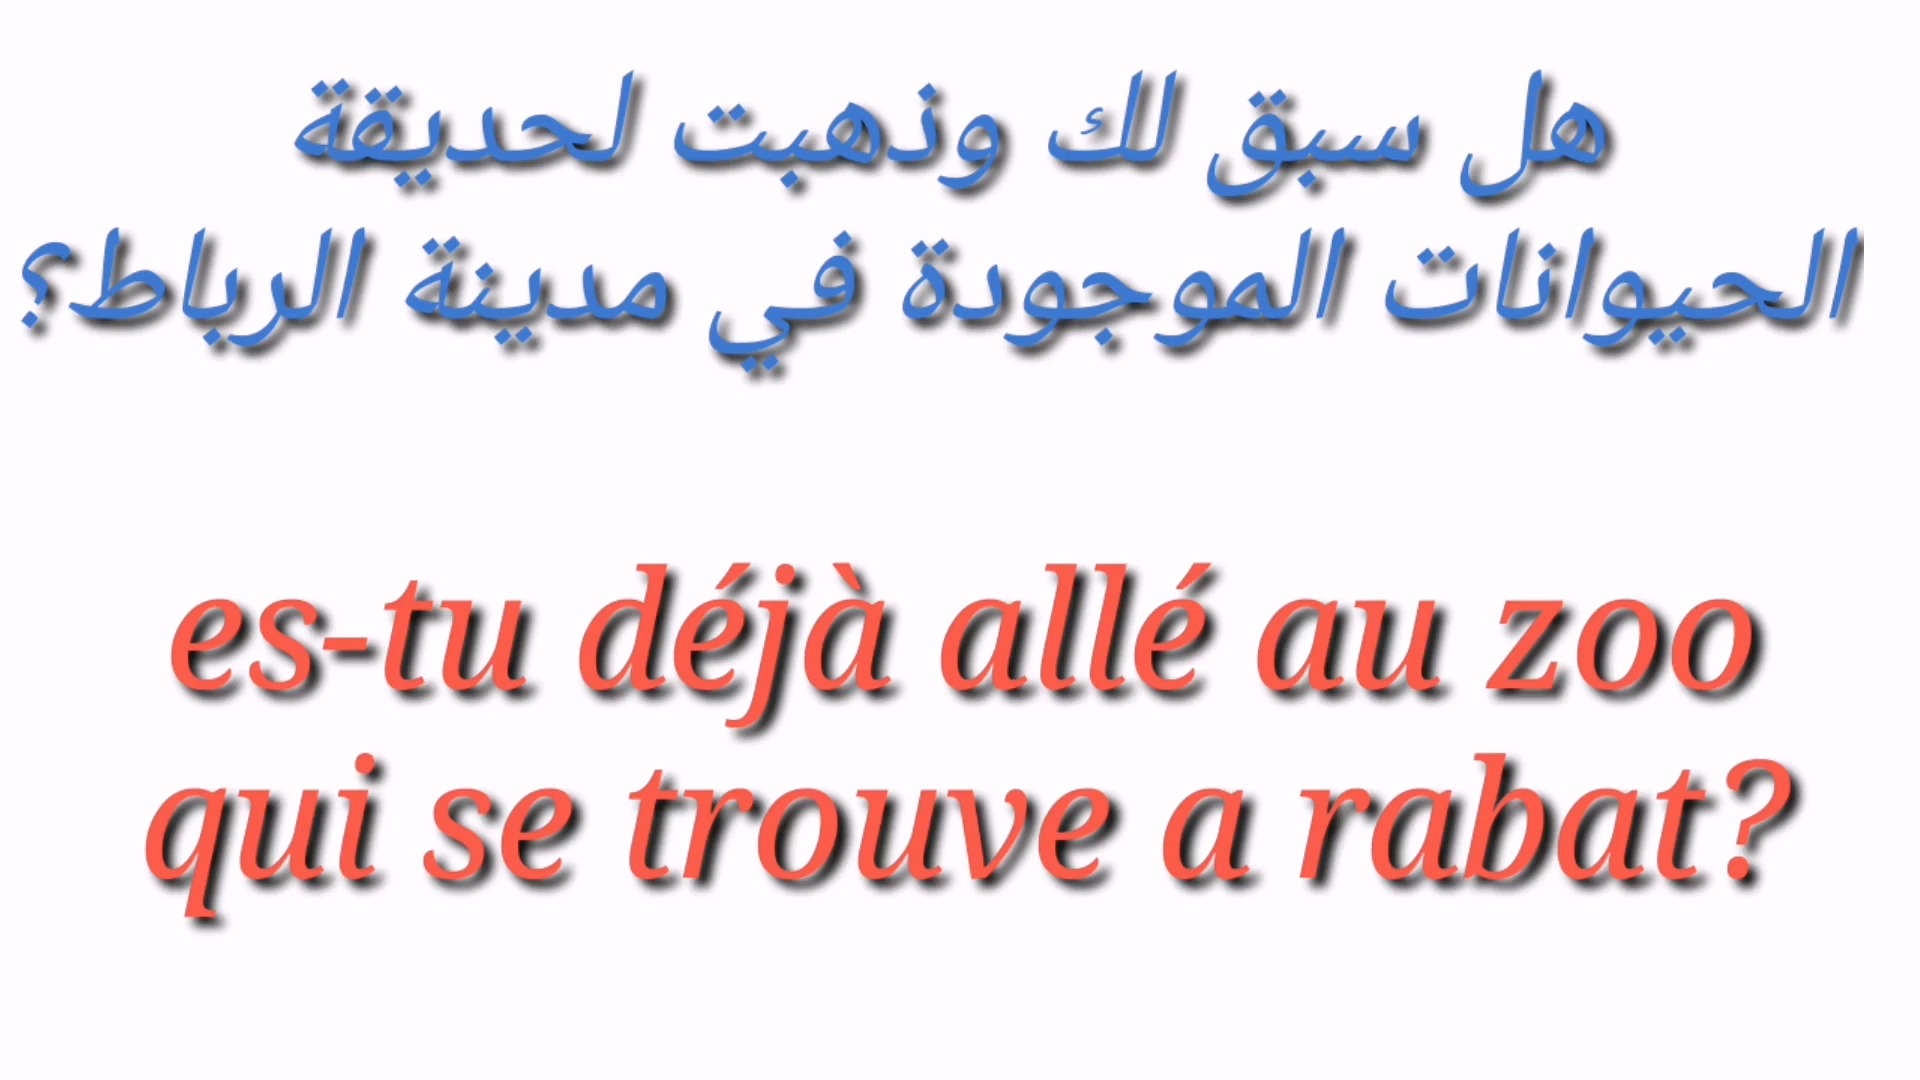 هل سبق لك وذهبت لحديقة
الحيوانات الموجودة في مدينة الرباط؟
es-tu déjà allé au zoo
qui se trouve a rabat?